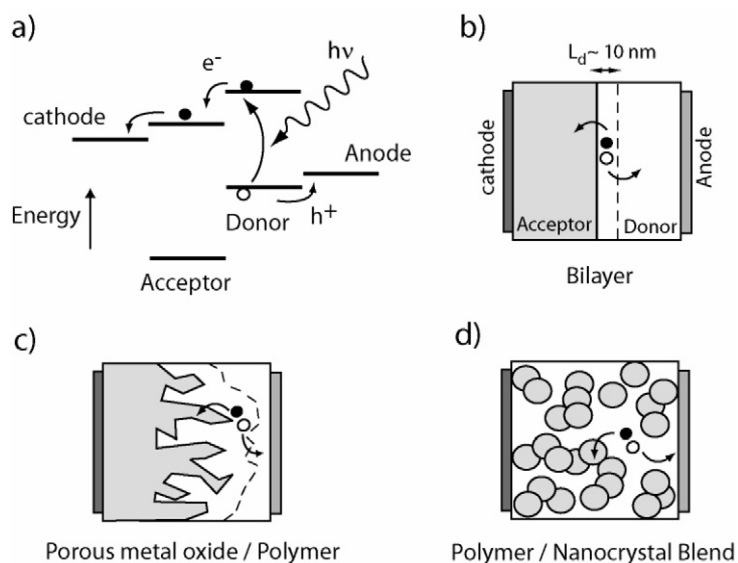 a)
hν
e⁻
cathode
Anode
Energy
Donor
h⁺
Acceptor
b)
L_d~ 10 nm
cathode
Anode
Acceptor
Donor
Bilayer
c)
Porous metal oxide / Polymer
d)
Polymer / Nanocrystal Blend